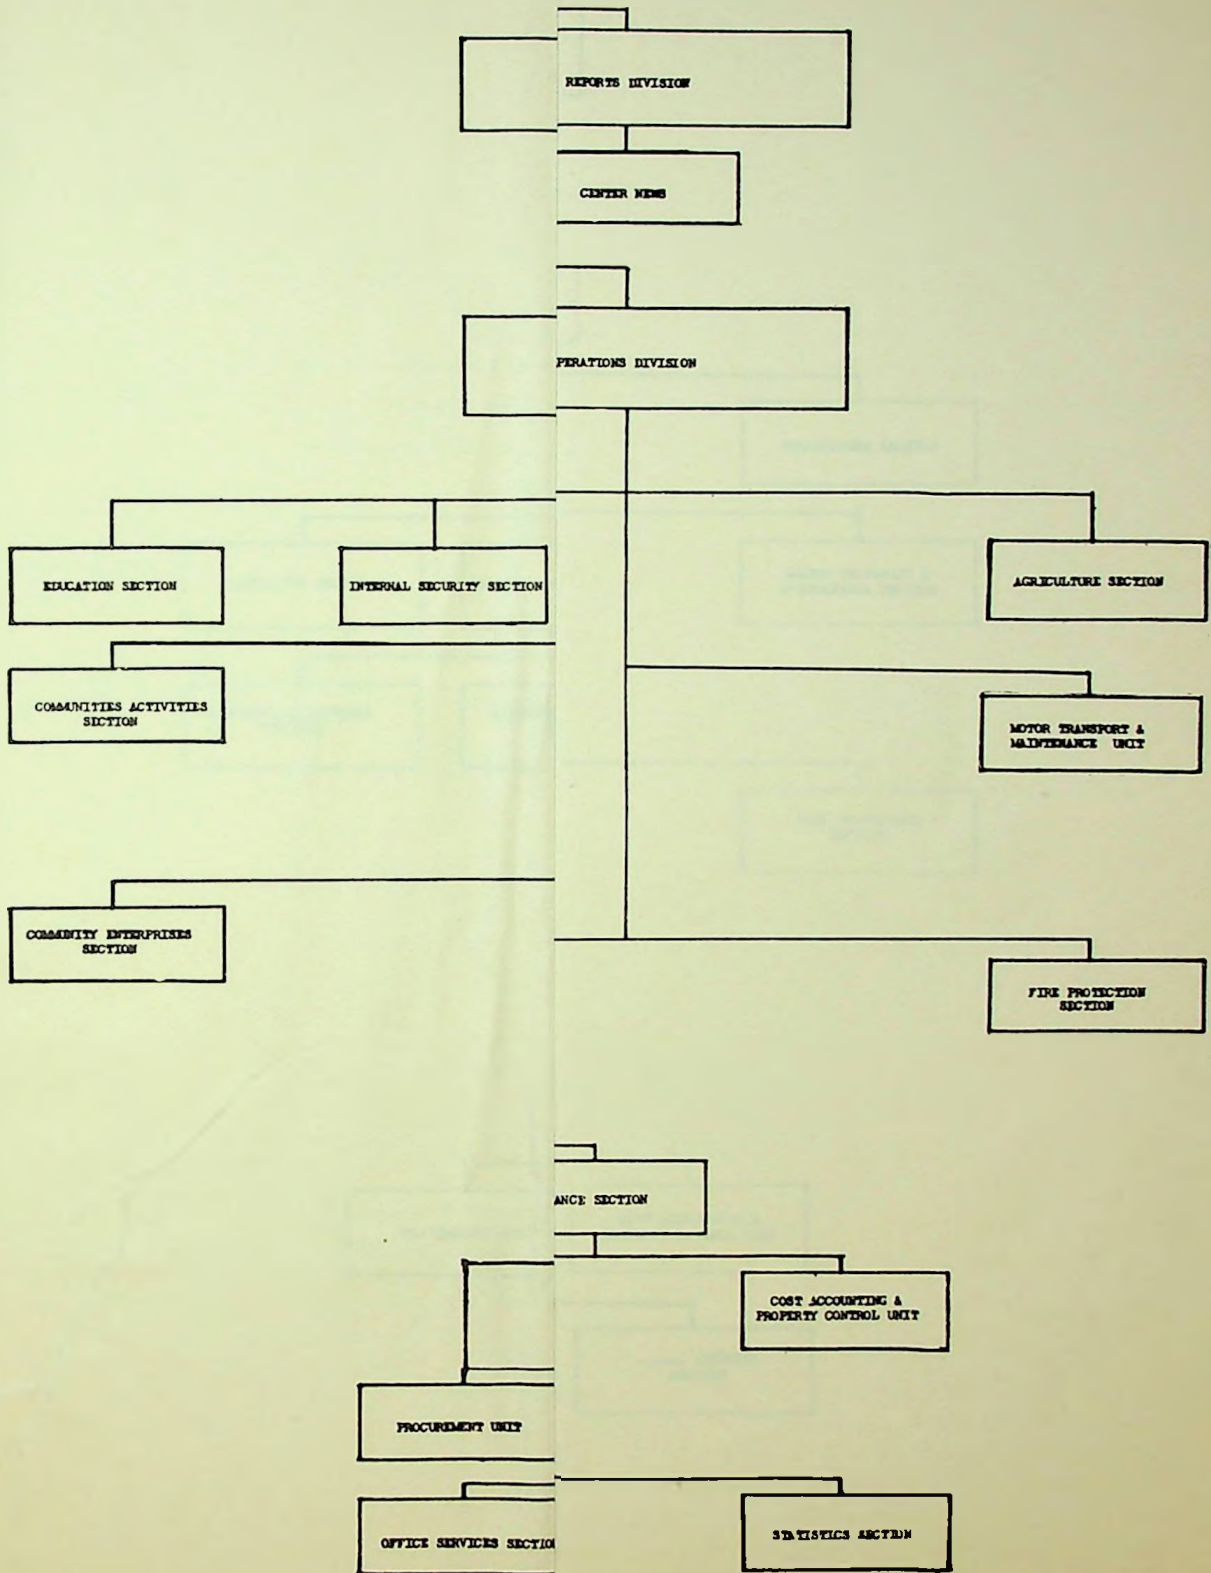 REPORTS DIVISION
CENTER NEWS
PERATIONS DIVISION
EDUCATION SECTION
INTERNAL SECURITY SECTION
AGRICULTURE SECTION
COMMUNITIES ACTIVITIES
SECTION
MOTOR TRANSPORT &
MAINTENANCE UNIT
COMMUNITY ENTERPRISES
SECTION
FIRE PROTECTION
SECTION
ANCE SECTION
COST ACCOUNTING &
PROPERTY CONTROL UNIT
PROCUREMENT UNIT
OFFICE SERVICES SECTION
STATISTICS SECTION